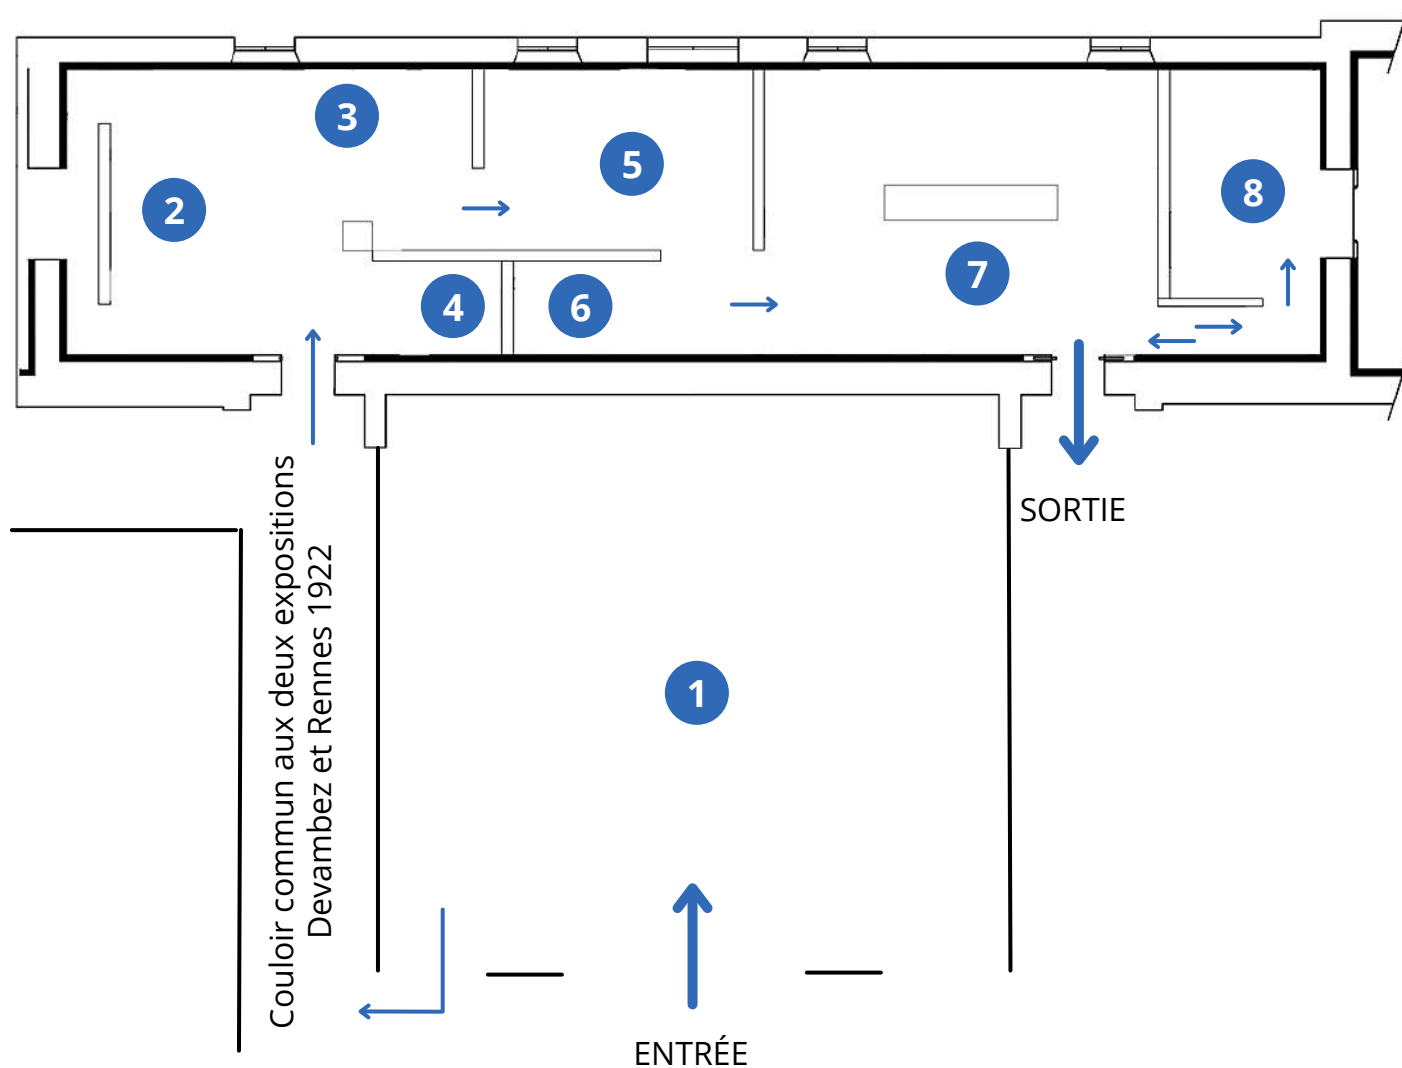 3
5
8
2
7
4
6
SORTIE
Couloir commun aux deux expositions
Devambez et Rennes 1922
1
ENTRÉE